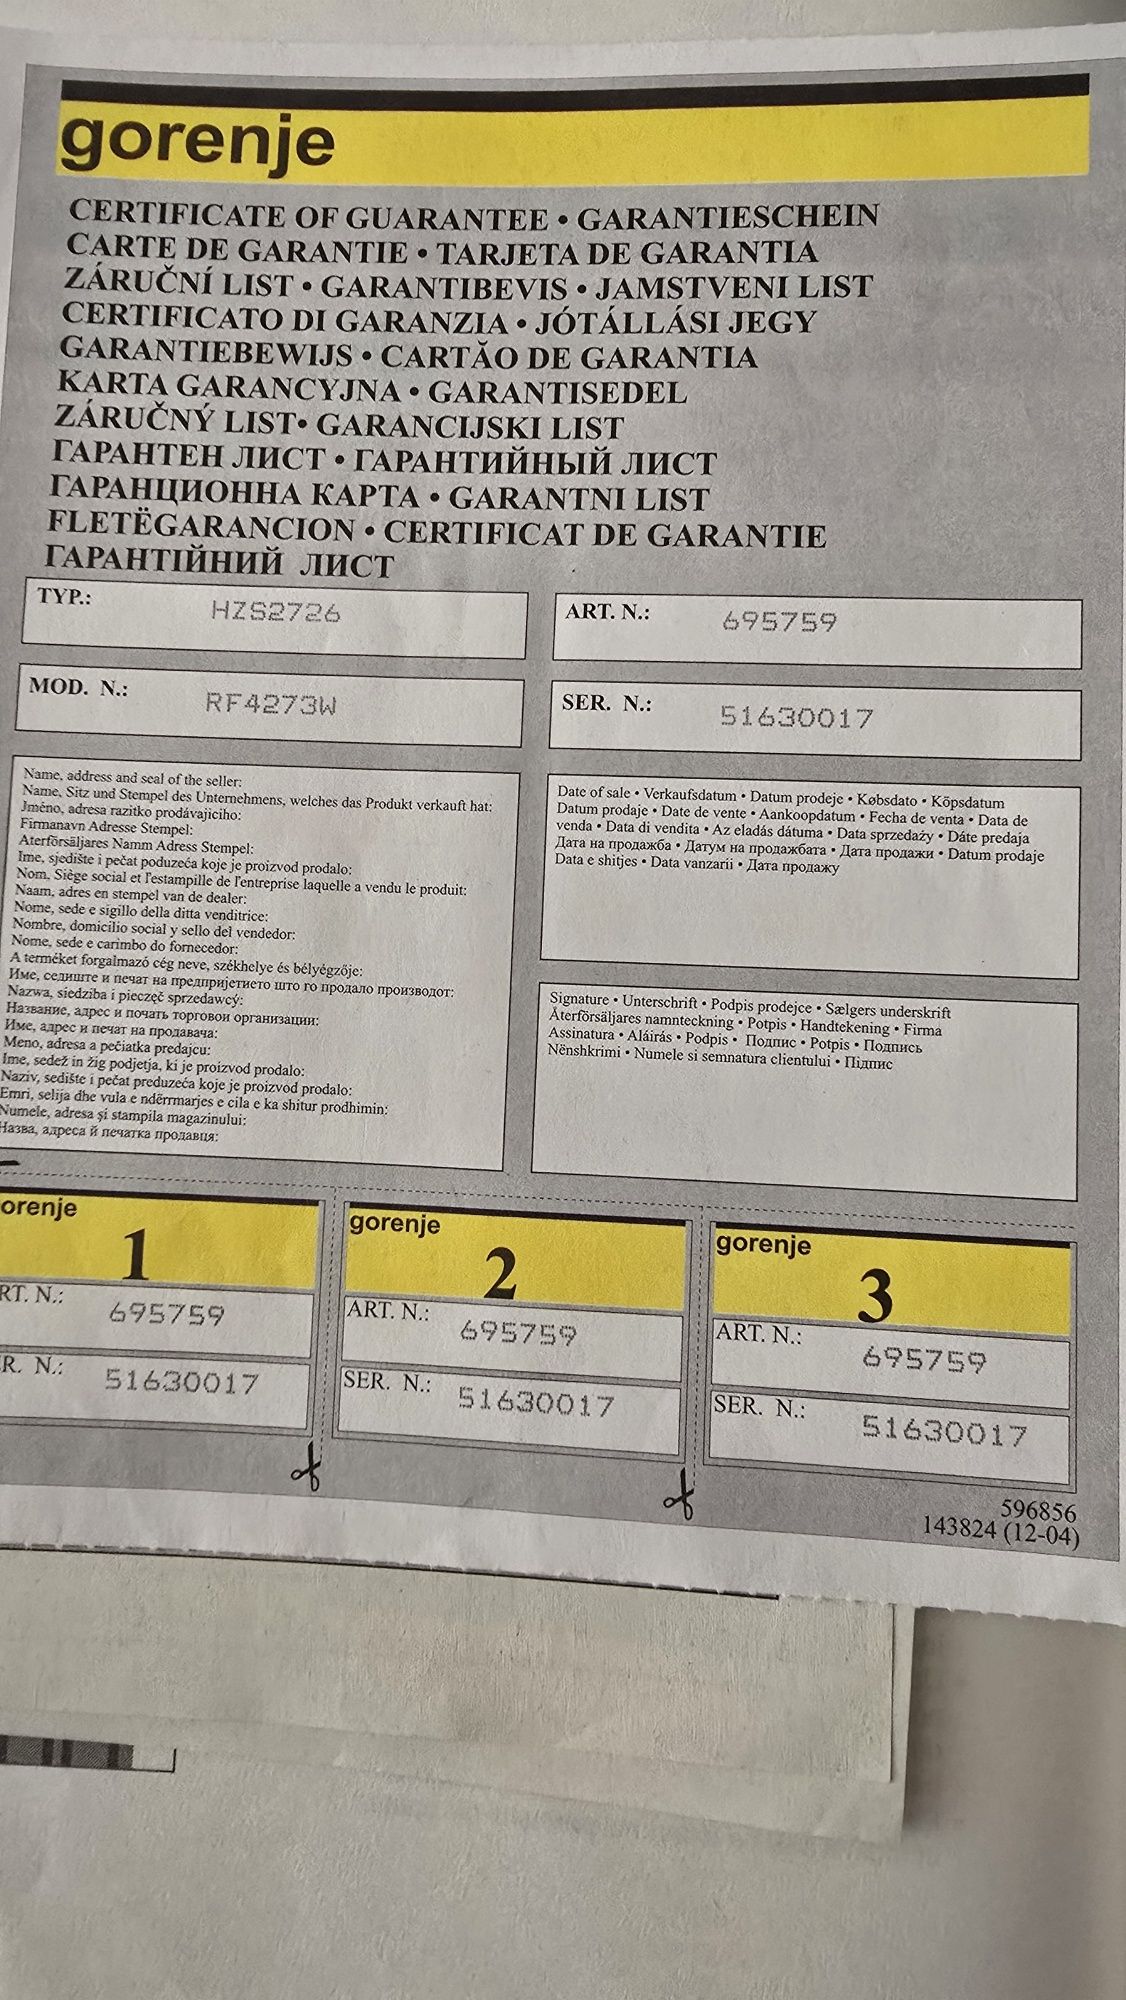 gorenje
CERTIFICATE OF GUARANTEE • GARANTIESCHEIN
CARTE DE GARANTIE • TARJETA DE GARANTIA
ZÁRUČNÍ LIST • GARANTIBEVIS • JAMSTVENI LIST
CERTIFICATO DI GARANZIA • JÓTÁLLÁSI JEGY
GARANTIEBEWIJS • CARTĂO DE GARANTIA
KARTA GARANCYJNA • GARANTISEDEL
ZÁRUČNÝ LIST• GARANCIJSKI LIST
ГАРАНТЕН ЛИСТ • ГАРАНТИЙНЫЙ ЛИСТ
ГАРАНЦИОННА КАРТА • GARANTNI LIST
FLETËGARANCION • CERTIFICAT DE GARANTIE
ГАРАНТІЙНИЙ ЛИСТ
TYP.: HZS2726
ART. N.: 695759
MOD. N.: RF4273W
SER. N.: 51630017
Name, address and seal of the seller:
Name, Sitz und Stempel des Unternehmens, welches das Produkt verkauft hat:
Jméno, adresa razitko prodávajiciho:
Firmanavn Adresse Stempel:
Aterförsäljares Namm Adress Stempel:
Ime, sjedište i pečat poduzeća koje je proizvod prodalo:
Nom, Siège social et l'estampille de l'entreprise laquelle a vendu le produit:
Naam, adres en stempel van de dealer:
Nome, sede e sigillo della ditta venditrice:
Nombre, domicilio social y sello del vendedor:
Nome, sede e carimbo do fornecedor:
A terméket forgalmazó cég neve, székhelye és bélyégzője:
Име, седиште и печат на предпријетието што го продало производот:
Nazwa, siedziba i pieczęč sprzedawcy:
Название, адрес и почать торговои организации:
Име, адрес и печат на продавача:
Meno, adresa a pečiatka predajcu:
Ime, sedež in žig podjetja, ki je proizvod prodalo:
Naziv, sedište i pečat preduzeća koje je proizvod prodalo:
Emri, selija dhe vula e ndërrmarjes e cila e ka shitur prodhimin:
Numele, adresa şi stampila magazinului:
Назва, адреса й печатка продавця:
Date of sale • Verkaufsdatum • Datum prodeje • Købsdato • Köpsdatum
Datum prodaje • Date de vente • Aankoopdatum • Fecha de venta • Data de
venda • Data di vendita • Az eladás dátuma • Data sprzedaży • Dáte predaja
Дата на продажба • Датум на продажбата • Дата продажи • Datum prodaje
Data e shitjes • Data vanzarii • Дата продажу
Signature • Unterschrift • Podpis prodejce • Sælgers underskrift
Återförsäljares namnteckning • Potpis • Handtekening • Firma
Assinatura • Aláirás • Podpis • Подпис • Potpis • Подпись
Nënshkrimi • Numele si semnatura clientului • Підпис
orenje
1
RT. N.: 695759
R. N.: 51630017
gorenje
2
ART. N.: 695759
SER. N.: 51630017
gorenje
3
ART. N.: 695759
SER. N.: 51630017
596856
143824 (12-04)